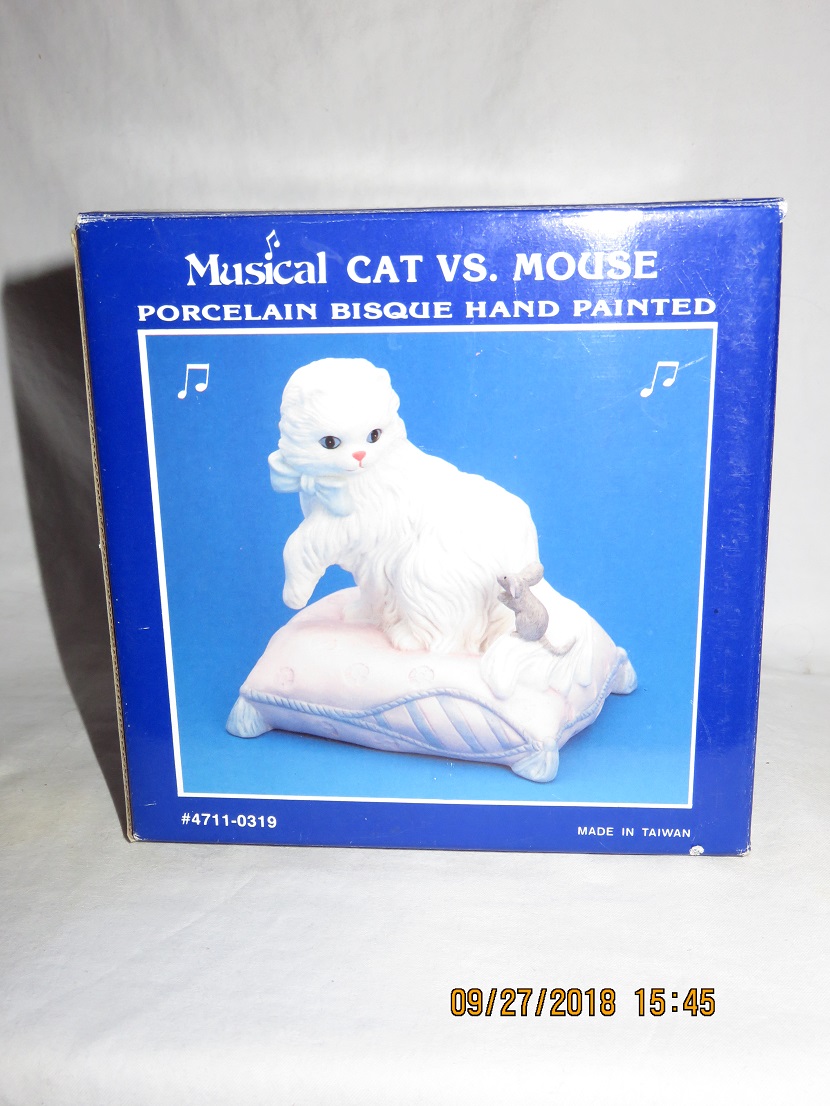 Musical CAT VS. MOUSE
PORCELAIN BISQUE HAND PAINTED
#4711-0319
MADE IN TAIWAN
09/27/2018 15:45